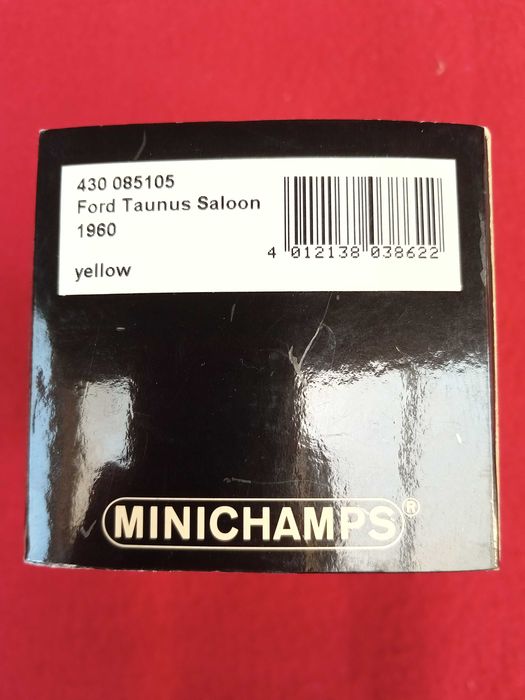 430 085105
Ford Taunus Saloon
1960
yellow
4 012138 038622
MINICHAMPS®